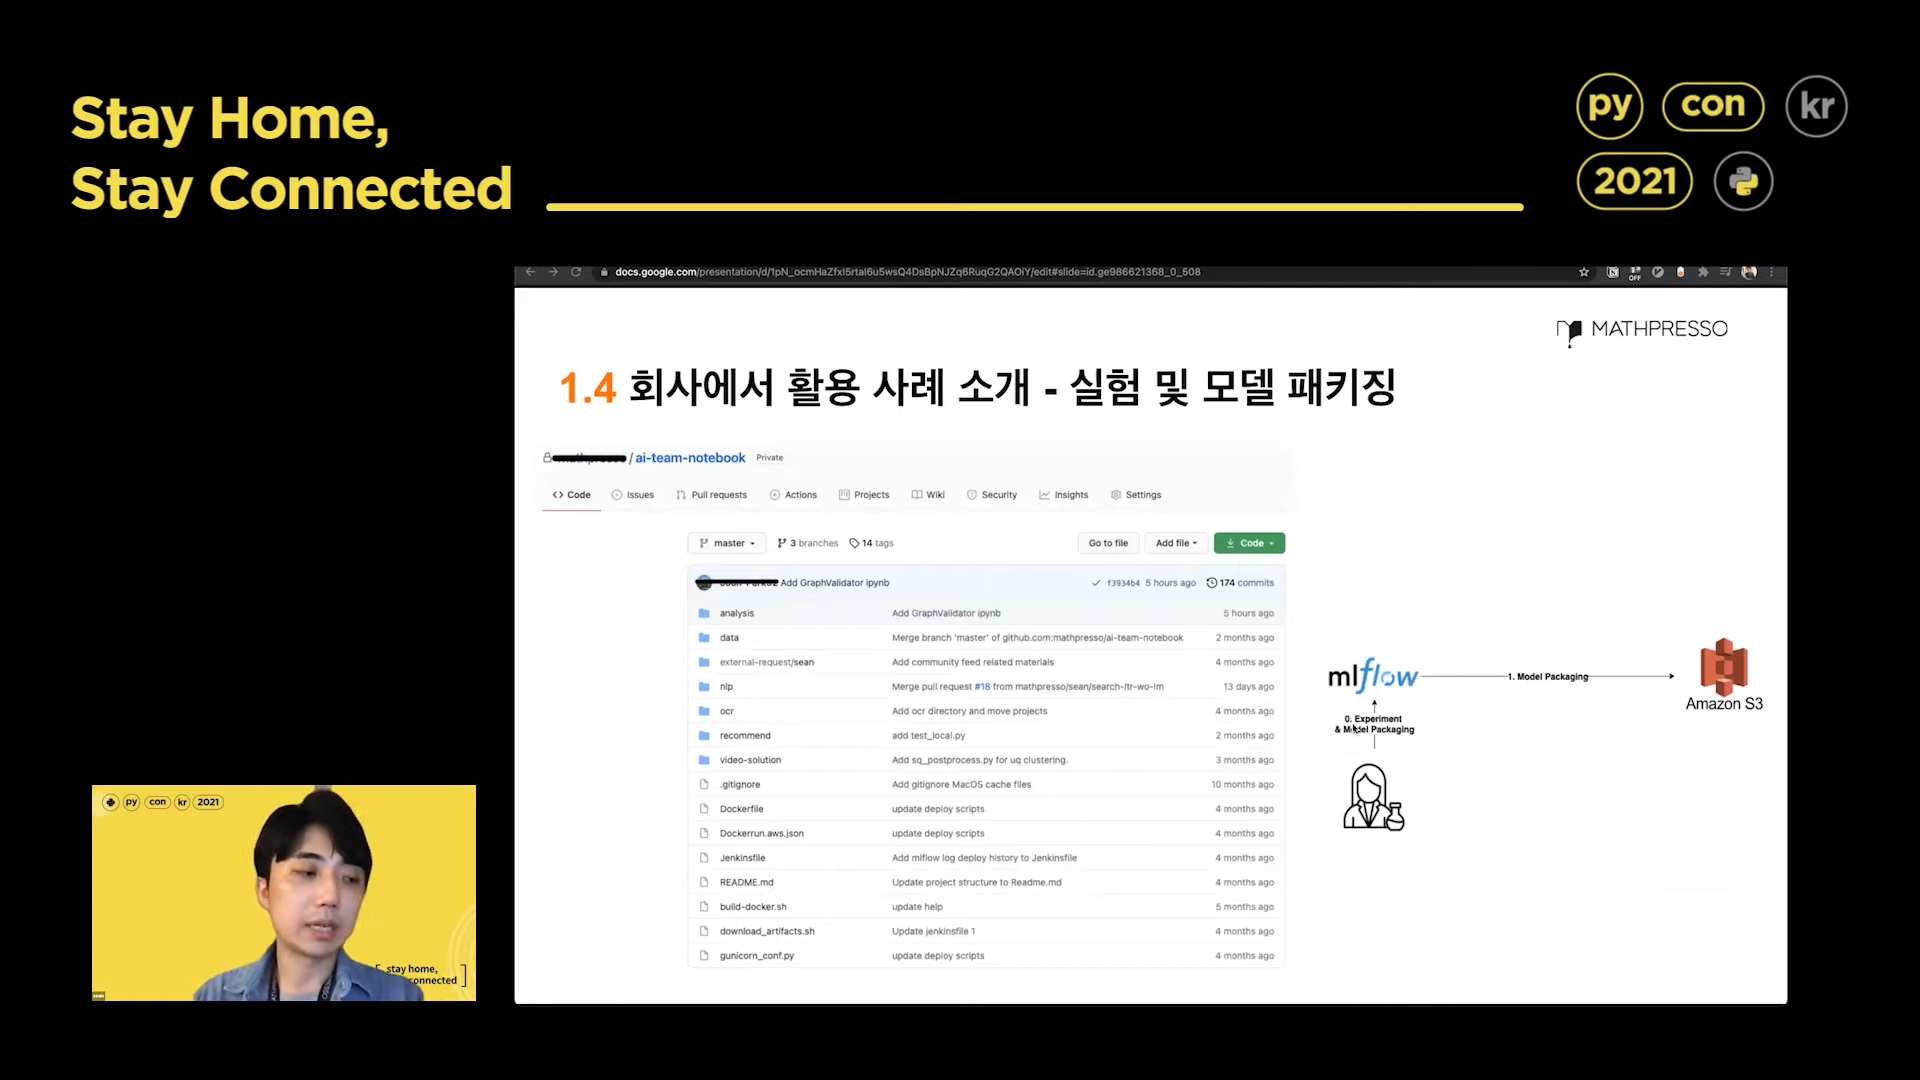 Stay Home,
Stay Connected
py con kr
2021
docs.google.com/presentation/d/1pN_ocmHaZfxI5rtal6u5wsQ4DsBpNJZq6RuqG2QAOiY/edit#slide=id.ge986621368_0_508
OFF
MATHPRESSO
1.4 회사에서 활용 사례 소개 - 실험 및 모델 패키징
/ ai-team-notebook Private
Code Issues Pull requests Actions Projects Wiki Security Insights Settings
master 3 branches 14 tags Go to file Add file Code
Add GraphValidator ipynb f3934b4 5 hours ago 174 commits
analysis Add GraphValidator ipynb 5 hours ago
data Merge branch 'master' of github.com:mathpresso/ai-team-notebook 2 months ago
external-request/sean Add community feed related materials 4 months ago
nlp Merge pull request #18 from mathpresso/sean/search-ltr-wo-lm 13 days ago
ocr Add ocr directory and move projects 4 months ago
recommend add test_local.py 2 months ago
video-solution Add sq_postprocess.py for uq clustering. 3 months ago
.gitignore Add gitignore MacOS cache files 10 months ago
Dockerfile update deploy scripts 4 months ago
Dockerrun.aws.json update deploy scripts 4 months ago
Jenkinsfile Add mlflow log deploy history to Jenkinsfile 4 months ago
README.md Update project structure to Readme.md 4 months ago
build-docker.sh update help 5 months ago
download_artifacts.sh Update jenkinsfile 1 4 months ago
gunicorn_conf.py update deploy scripts 4 months ago
mlflow
1. Model Packaging
Amazon S3
0. Experiment
& Model Packaging
py con kr 2021
stay home,
connected